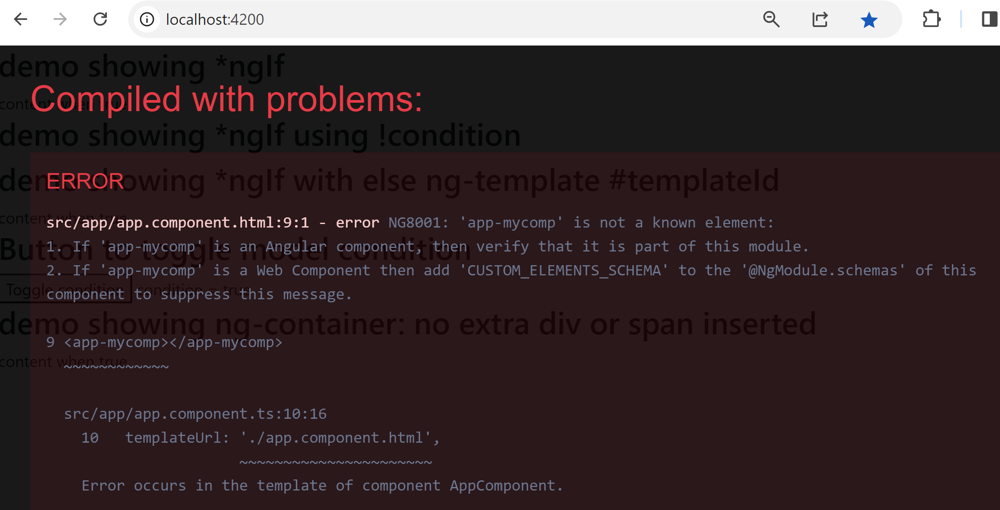 localhost:4200
demo showing *ngIf
Compiled with problems:
content when true
demo showing *ngIf using !condition
demo showing *ngIf with else ng-template #templateId
ERROR
content when true
src/app/app.component.html:9:1 - error NG8001: 'app-mycomp' is not a known element:
Button to toggle model condition
1. If 'app-mycomp' is an Angular component, then verify that it is part of this module.
2. If 'app-mycomp' is a Web Component then add 'CUSTOM_ELEMENTS_SCHEMA' to the '@NgModule.schemas' of this
Toggle condition condition = true
component to suppress this message.
demo showing ng-container: no extra div or span inserted
9 <app-mycomp></app-mycomp>
content when true
~~~~~~~~~~~~
src/app/app.component.ts:10:16
10 templateUrl: './app.component.html',
~~~~~~~~~~~~~~~~~~~~~~
Error occurs in the template of component AppComponent.